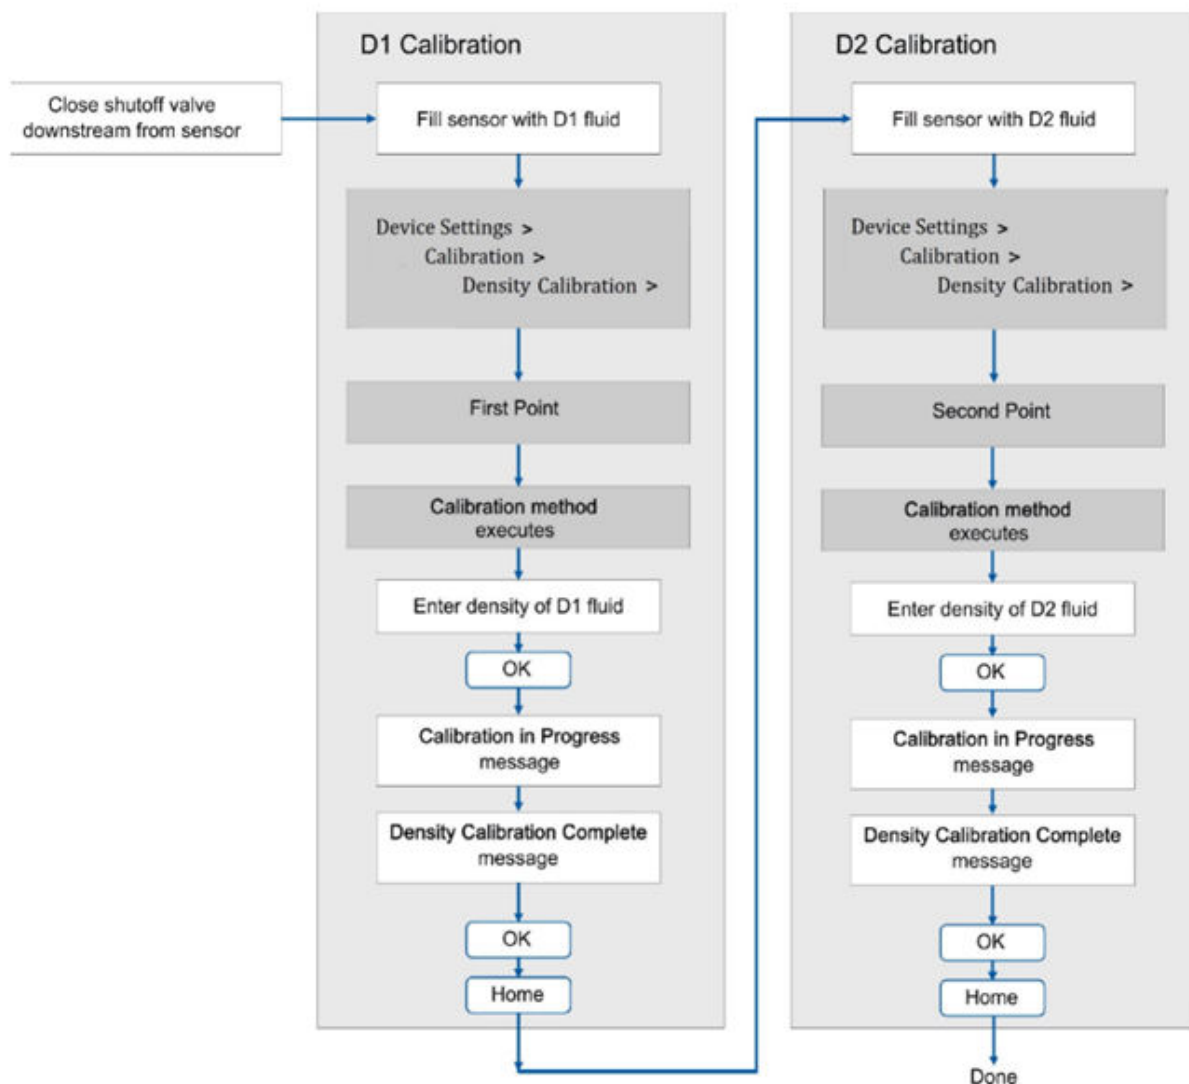 Close shutoff valve
downstream from sensor
D1 Calibration
Fill sensor with D1 fluid
Device Settings >
Calibration >
Density Calibration >
First Point
Calibration method
executes
Enter density of D1 fluid
OK
Calibration in Progress
message
Density Calibration Complete
message
OK
Home
D2 Calibration
Fill sensor with D2 fluid
Device Settings >
Calibration >
Density Calibration >
Second Point
Calibration method
executes
Enter density of D2 fluid
OK
Calibration in Progress
message
Density Calibration Complete
message
OK
Home
Done